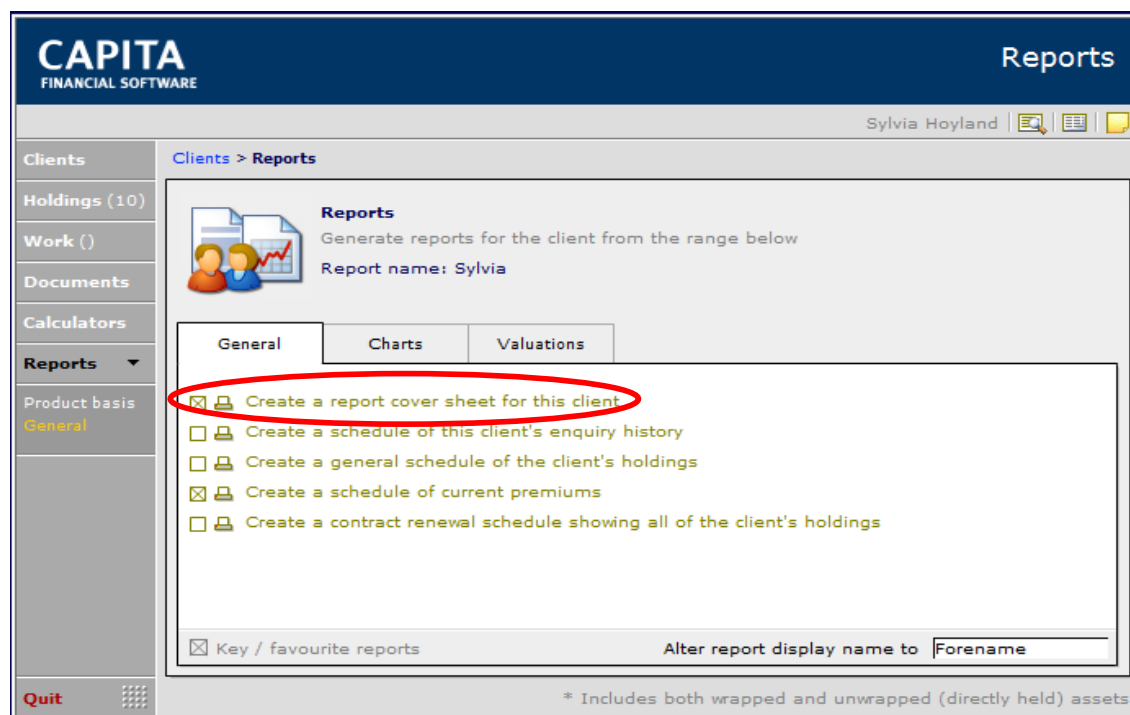 CAPITA
FINANCIAL SOFTWARE
Reports
Sylvia Hoyland
Clients
Holdings (10)
Work ()
Documents
Calculators
Reports
Product basis
General
Quit
Clients > Reports
Reports
Generate reports for the client from the range below
Report name: Sylvia
General Charts Valuations
Create a report cover sheet for this client
Create a schedule of this client's enquiry history
Create a general schedule of the client's holdings
Create a schedule of current premiums
Create a contract renewal schedule showing all of the client's holdings
Key / favourite reports Alter report display name to Forename
* Includes both wrapped and unwrapped (directly held) assets